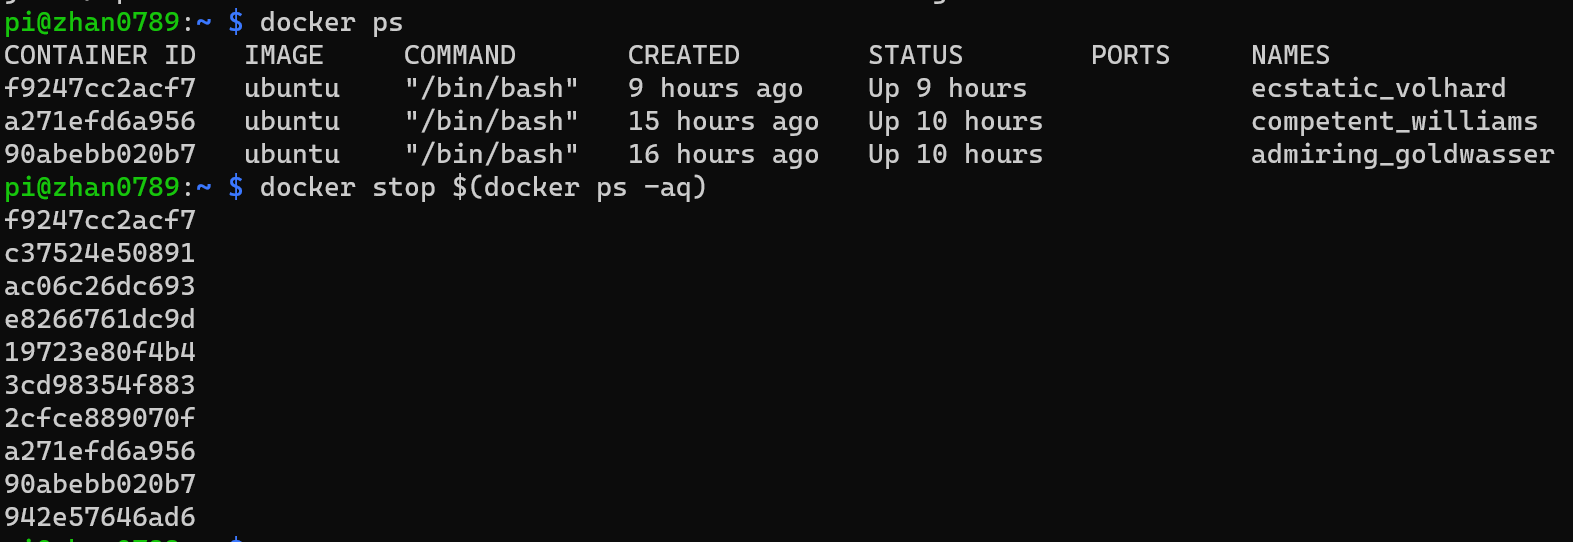 pi@zhan0789:~ $ docker ps
CONTAINER ID   IMAGE     COMMAND       CREATED        STATUS        PORTS     NAMES
f9247cc2acf7   ubuntu    "/bin/bash"   9 hours ago    Up 9 hours              ecstatic_volhard
a271efd6a956   ubuntu    "/bin/bash"   15 hours ago   Up 10 hours             competent_williams
90abebb020b7   ubuntu    "/bin/bash"   16 hours ago   Up 10 hours             admiring_goldwasser
pi@zhan0789:~ $ docker stop $(docker ps -aq)
f9247cc2acf7
c37524e50891
ac06c26dc693
e8266761dc9d
19723e80f4b4
3cd98354f883
2cfce889070f
a271efd6a956
90abebb020b7
942e57646ad6